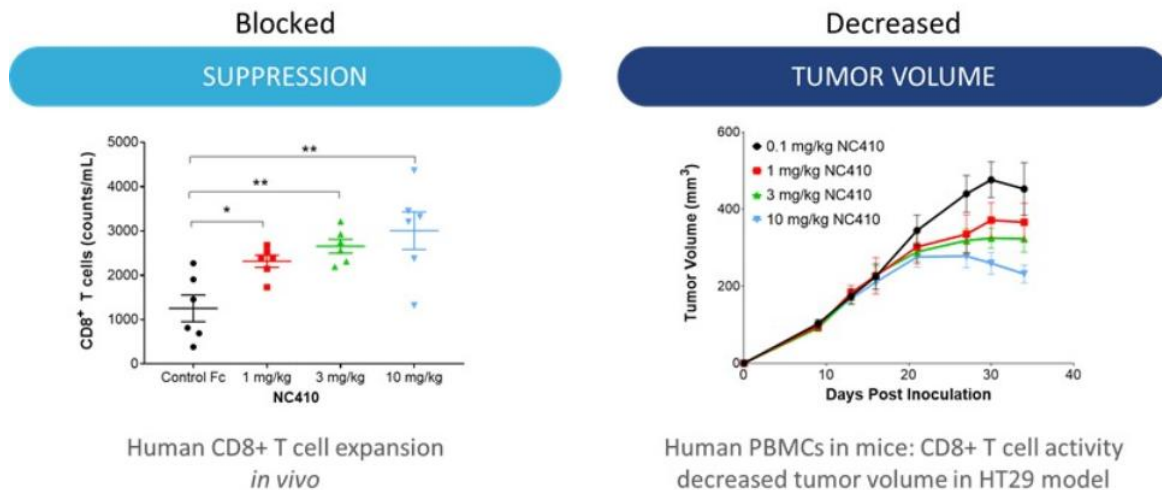 Blocked
SUPPRESSION
CD8+ T cells (counts/mL)
5000
4000
3000
2000
1000
0
*
**
**
Control Fc 1 mg/kg 3 mg/kg 10 mg/kg
NC410
Human CD8+ T cell expansion
in vivo
Decreased
TUMOR VOLUME
Tumor Volume (mm³)
600
400
200
0
0.1 mg/kg NC410
1 mg/kg NC410
3 mg/kg NC410
10 mg/kg NC410
0 10 20 30 40
Days Post Inoculation
Human PBMCs in mice: CD8+ T cell activity
decreased tumor volume in HT29 model